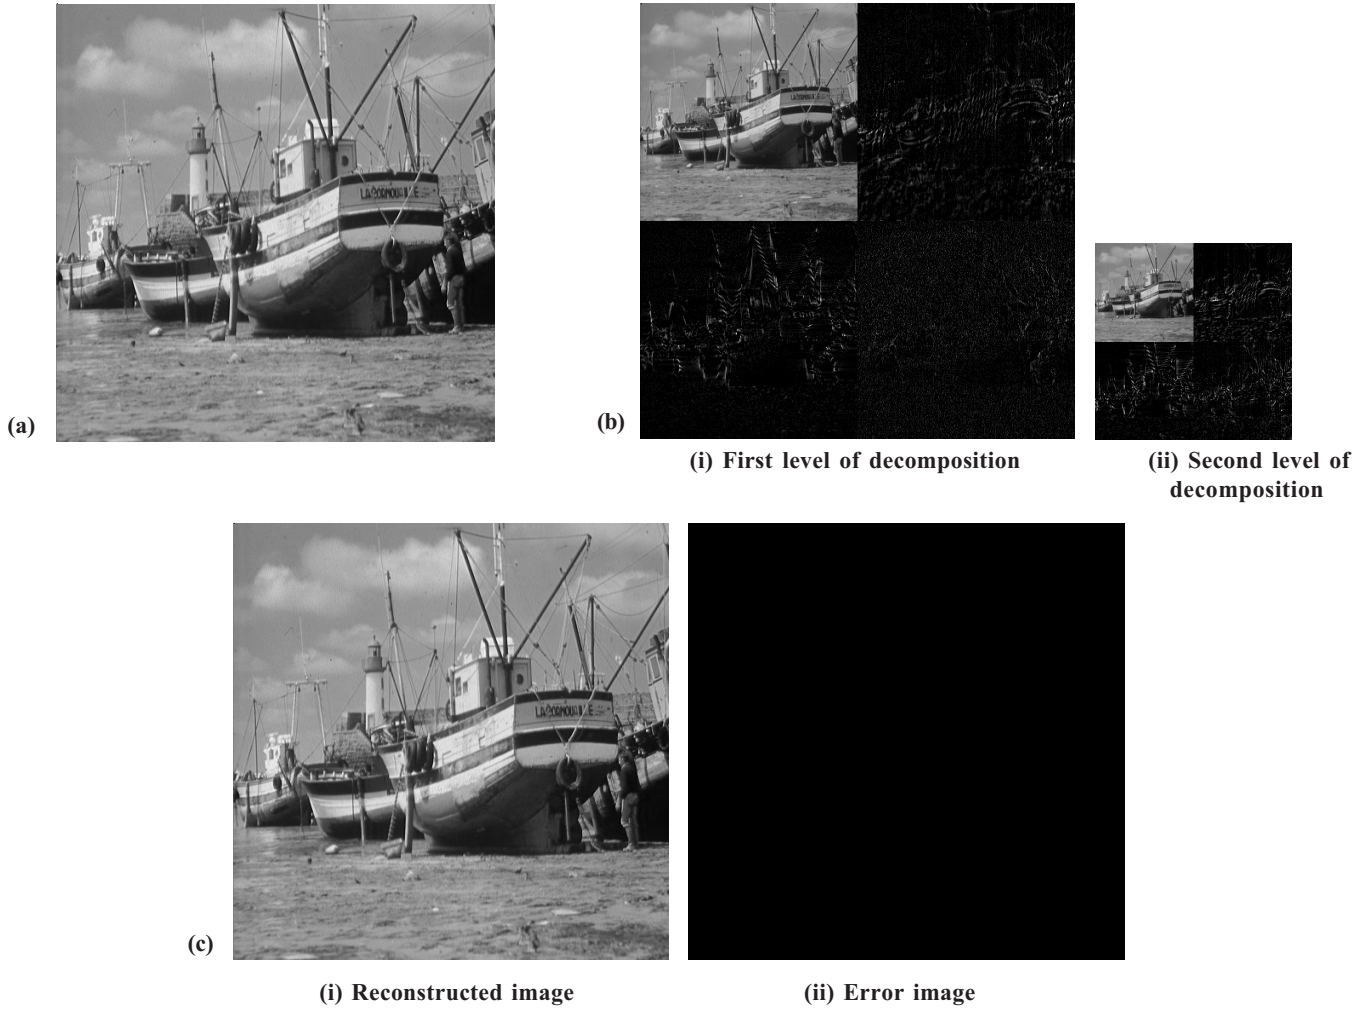 (a)
(b)
(i) First level of decomposition
(ii) Second level of
decomposition
(c)
(i) Reconstructed image
(ii) Error image